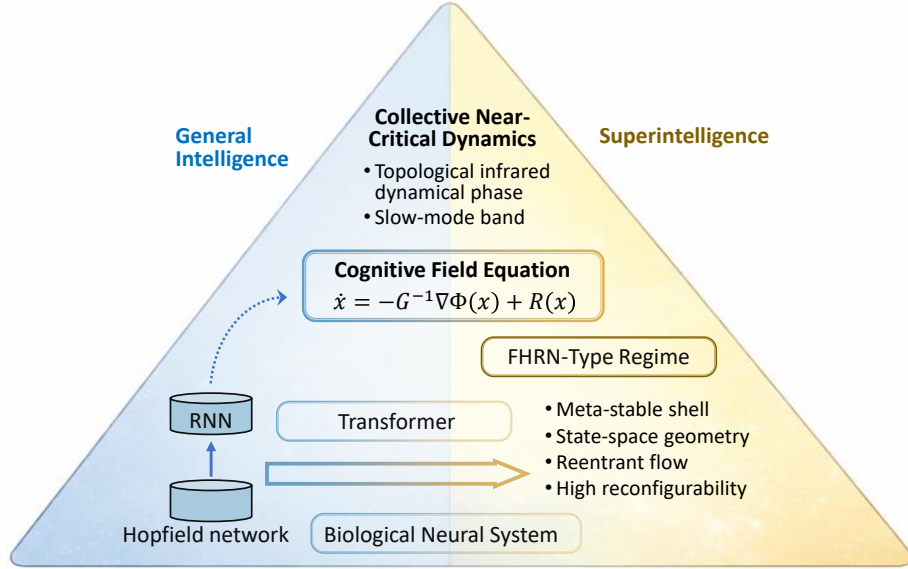 General
Intelligence
Collective Near-
Critical Dynamics
• Topological infrared
dynamical phase
• Slow-mode band
Superintelligence
Cognitive Field Equation
ẋ = −G⁻¹∇Φ(x) + R(x)
FHRN-Type Regime
RNN
Transformer
• Meta-stable shell
• State-space geometry
• Reentrant flow
• High reconfigurability
Hopfield network
Biological Neural System